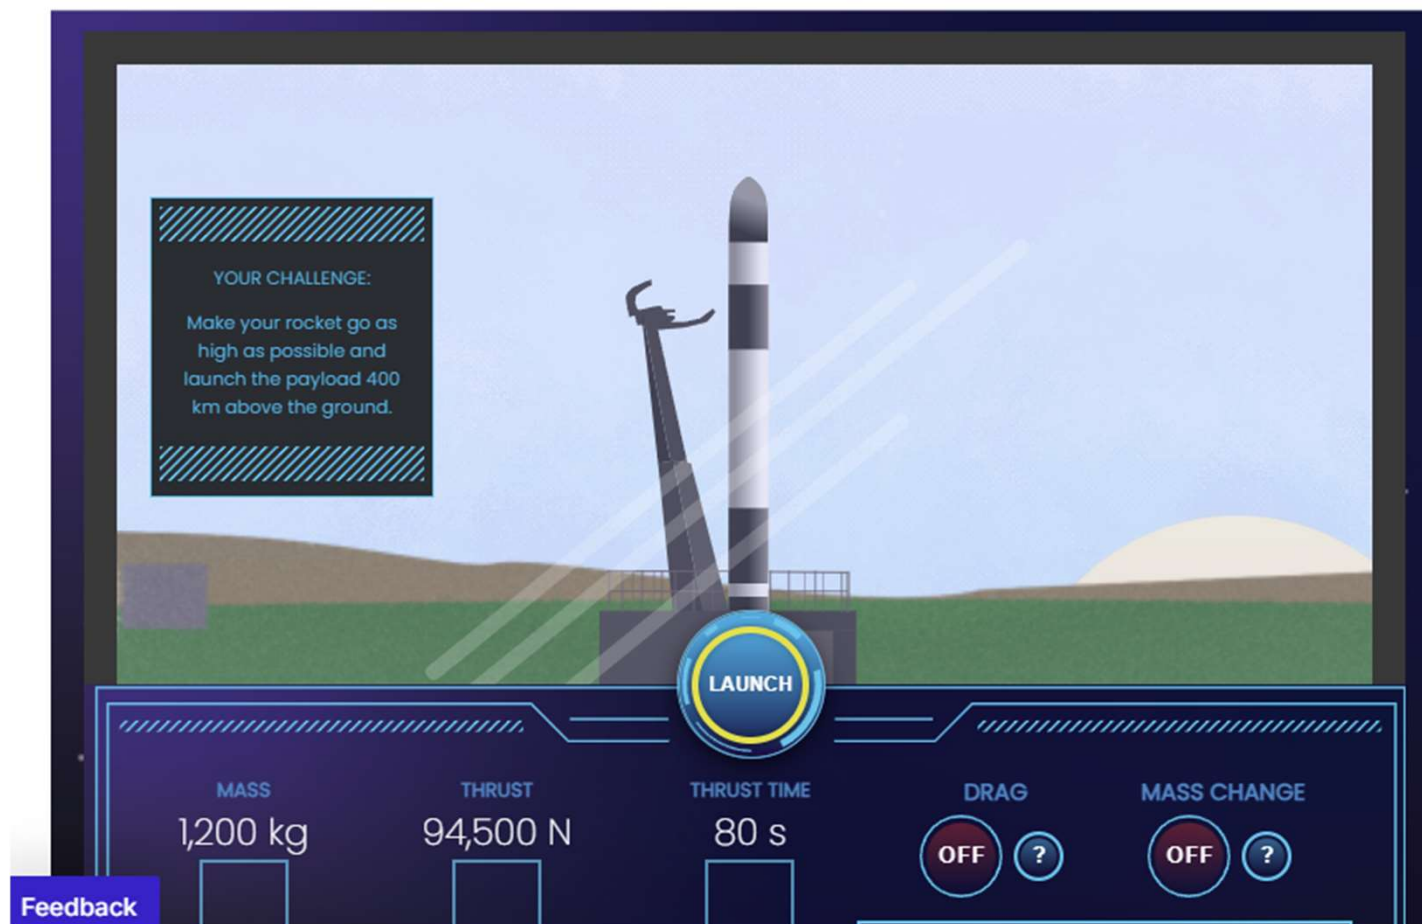 YOUR CHALLENGE:
Make your rocket go as
high as possible and
launch the payload 400
km above the ground.
LAUNCH
MASS
1,200 kg
THRUST
94,500 N
THRUST TIME
80 s
DRAG
OFF
?
MASS CHANGE
OFF
?
Feedback